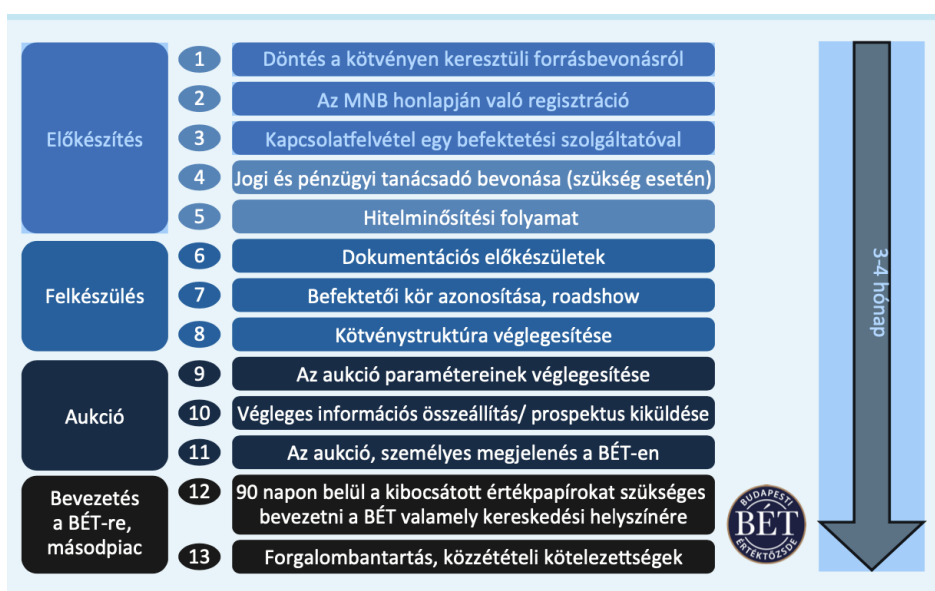 Előkészítés
1
Döntés a kötvényen keresztüli forrásbevonásról
2
Az MNB honlapján való regisztráció
3
Kapcsolatfelvétel egy befektetési szolgáltatóval
4
Jogi és pénzügyi tanácsadó bevonása (szükség esetén)
5
Hitelminősítési folyamat
Felkészülés
6
Dokumentációs előkészületek
7
Befektetői kör azonosítása, roadshow
8
Kötvénystruktúra véglegesítése
Aukció
9
Az aukció paramétereinek véglegesítése
10
Végleges információs összeállítás/ prospektus kiküldése
11
Az aukció, személyes megjelenés a BÉT-en
Bevezetés
a BÉT-re,
másodpiac
12
90 napon belül a kibocsátott értékpapírokat szükséges
bevezetni a BÉT valamely kereskedési helyszínére
13
Forgalombantartás, közzétételi kötelezettségek
3-4 hónap
BUDAPESTI
BÉT
ÉRTÉKTŐZSDE